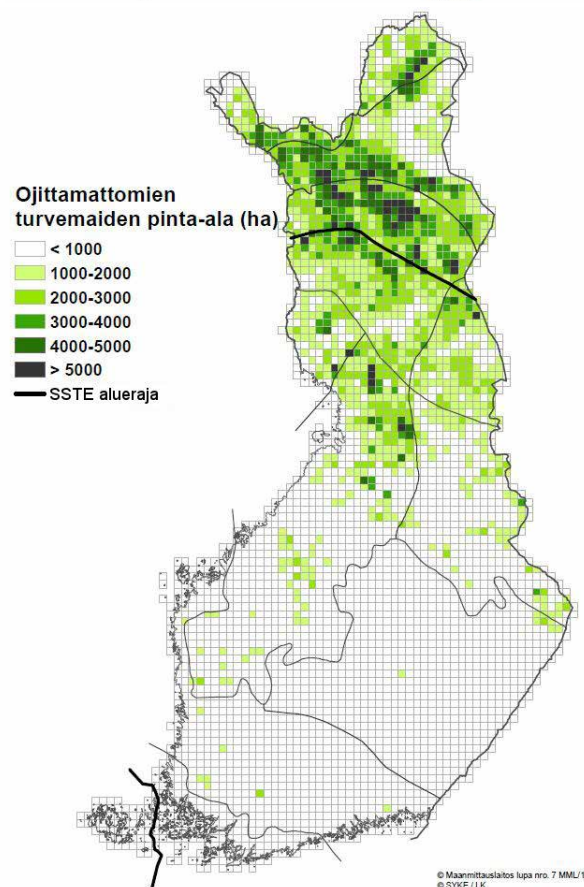 Ojittamattomien
turvemaiden pinta-ala (ha)
< 1000
1000-2000
2000-3000
3000-4000
4000-5000
> 5000
SSTE alueraja
© Maanmittauslaitos lupa nro. 7 MML/1
© SYKE / LK